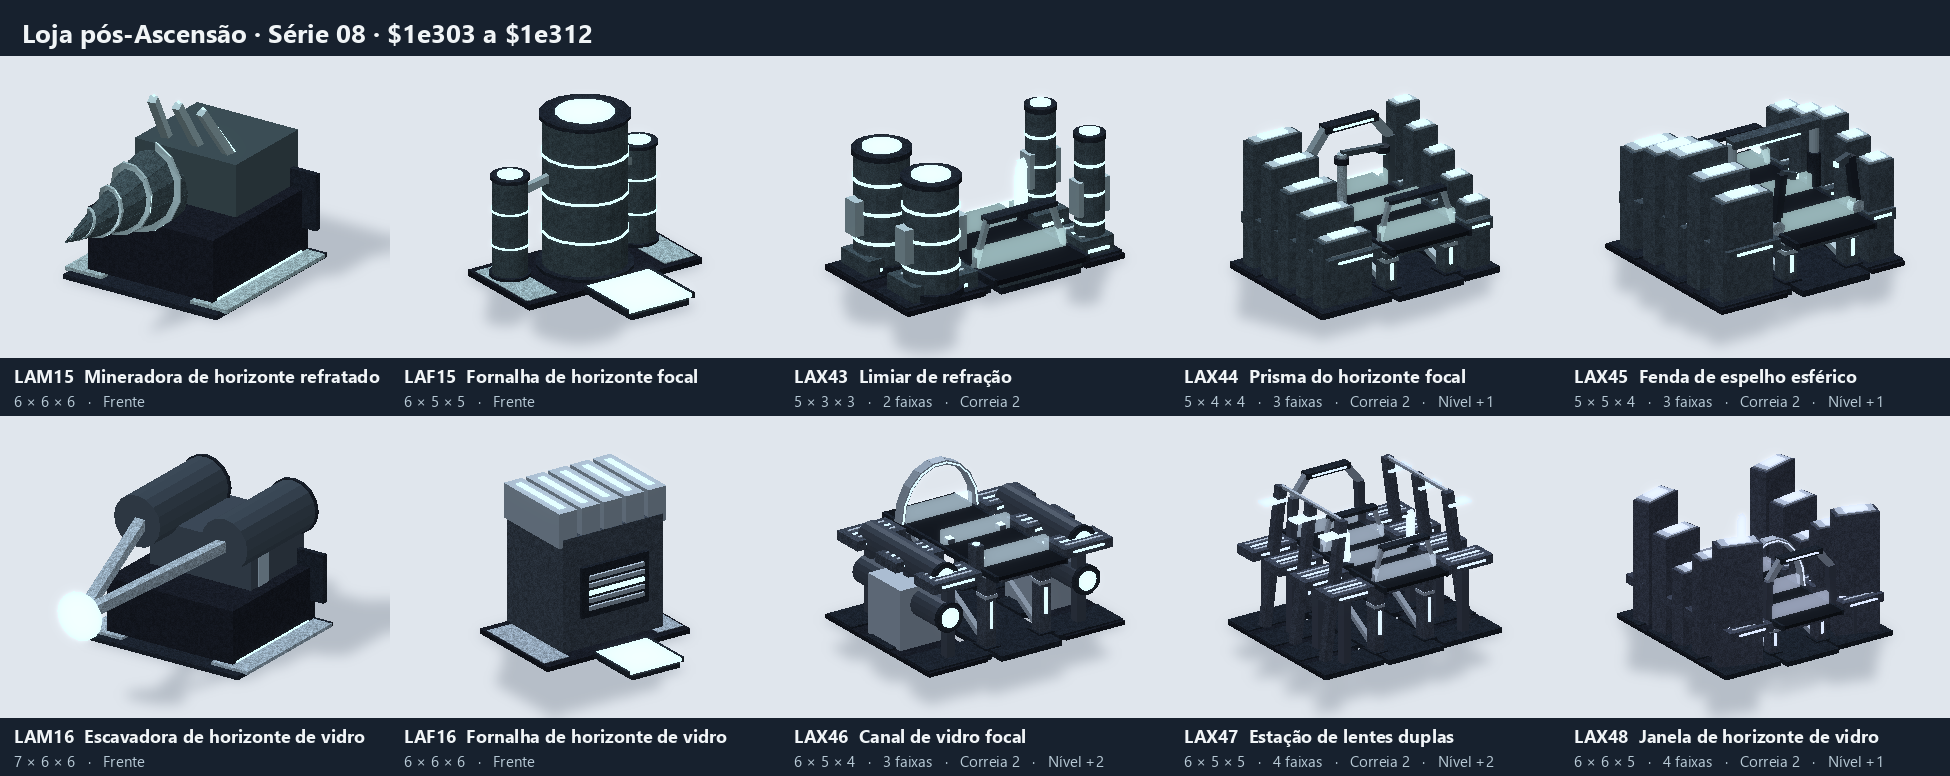 Loja pós-Ascensão · Série 08 · $1e303 a $1e312
LAM15 Mineradora de horizonte refratado
6 × 6 × 6 · Frente
LAF15 Fornalha de horizonte focal
6 × 5 × 5 · Frente
LAX43 Limiar de refração
5 × 3 × 3 · 2 faixas · Correia 2
LAX44 Prisma do horizonte focal
5 × 4 × 4 · 3 faixas · Correia 2 · Nível +1
LAX45 Fenda de espelho esférico
5 × 5 × 4 · 3 faixas · Correia 2 · Nível +1
LAM16 Escavadora de horizonte de vidro
7 × 6 × 6 · Frente
LAF16 Fornalha de horizonte de vidro
6 × 6 × 6 · Frente
LAX46 Canal de vidro focal
6 × 5 × 4 · 3 faixas · Correia 2 · Nível +2
LAX47 Estação de lentes duplas
6 × 5 × 5 · 4 faixas · Correia 2 · Nível +2
LAX48 Janela de horizonte de vidro
6 × 6 × 5 · 4 faixas · Correia 2 · Nível +1